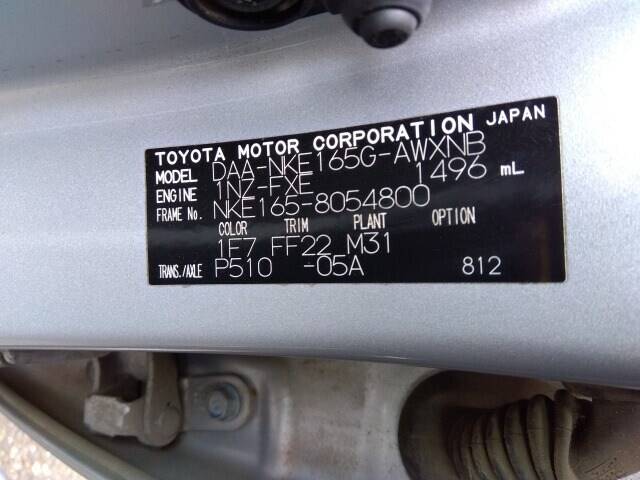 TOYOTA MOTOR CORPORATION JAPAN
MODEL DAA-NKE165G-AWXNB
ENGINE 1NZ-FXE 1496 mL
FRAME No. NKE165-8054800
COLOR TRIM PLANT OPTION
1F7 FF22 M31
TRANS./AXLE P510 -05A 812